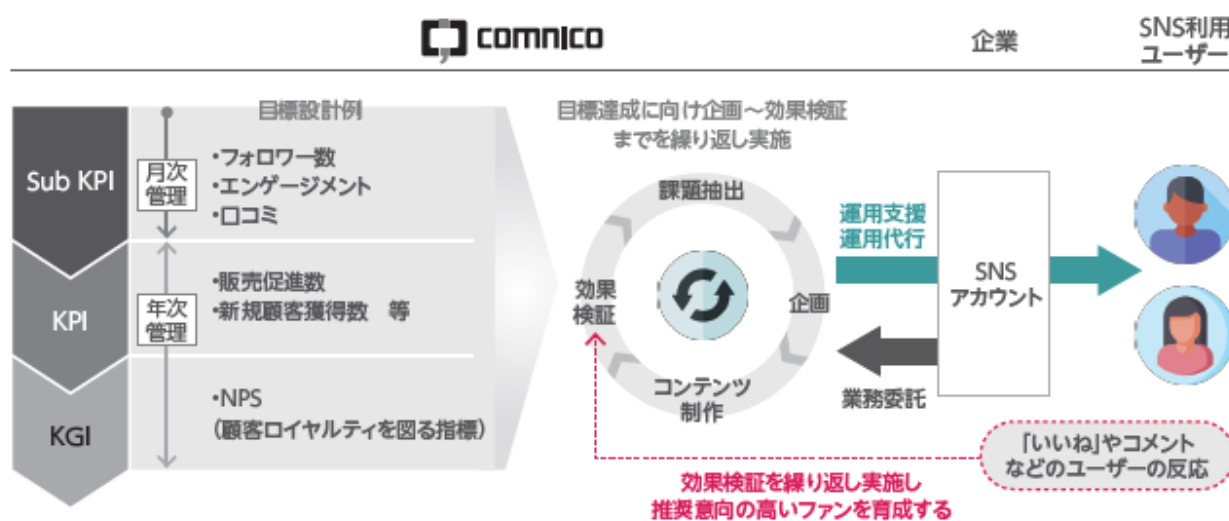 comnico
企業
SNS利用
ユーザー
目標設計例
Sub KPI
月次
管理
・フォロワー数
・エンゲージメント
・口コミ
KPI
年次
管理
・販売促進数
・新規顧客獲得数　等
KGI
・NPS
(顧客ロイヤルティを図る指標)
目標達成に向け企画～効果検証
までを繰り返し実施
課題抽出
企画
コンテンツ
制作
効果
検証
運用支援
運用代行
SNS
アカウント
業務委託
「いいね」やコメント
などのユーザーの反応
効果検証を繰り返し実施し
推奨意向の高いファンを育成する